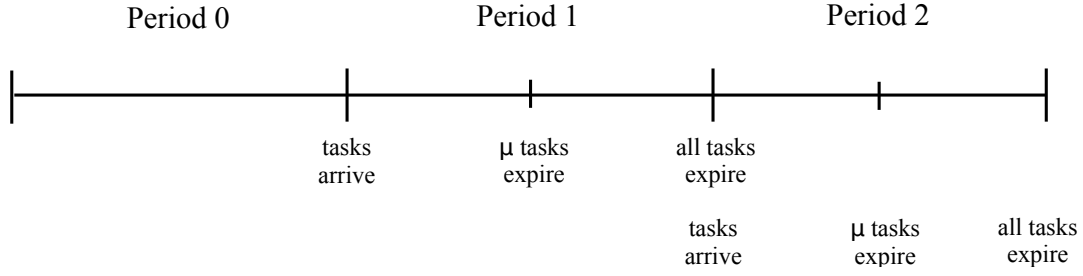 Period 0 Period 1 Period 2
tasks μ tasks all tasks
arrive expire expire
tasks μ tasks all tasks
arrive expire expire